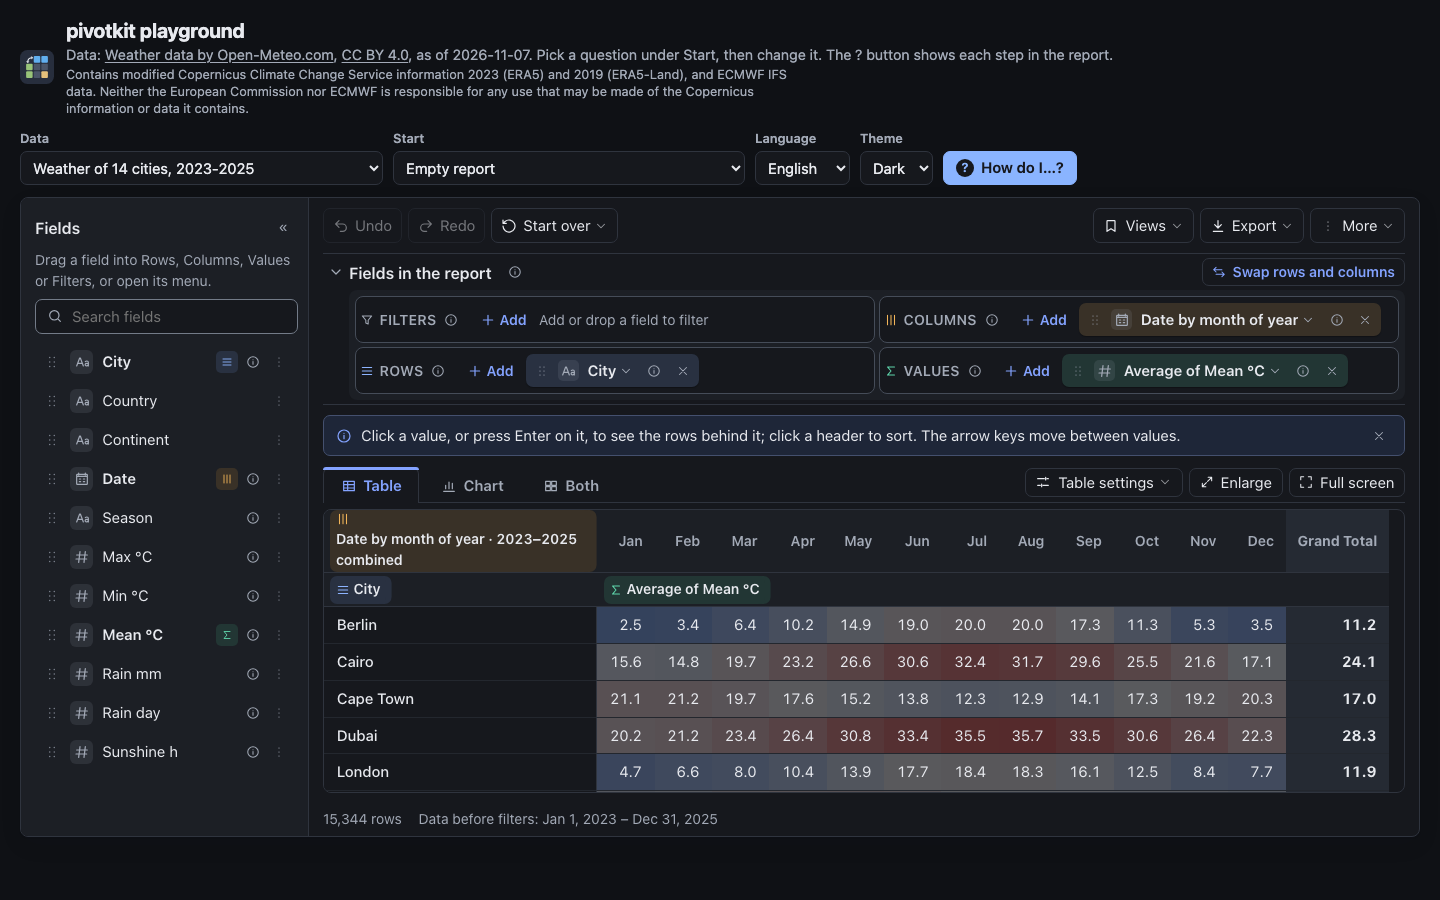 pivotkit playground
Data: Weather data by Open-Meteo.com, CC BY 4.0, as of 2026-11-07. Pick a question under Start, then change it. The ? button shows each step in the report.
Contains modified Copernicus Climate Change Service information 2023 (ERA5) and 2019 (ERA5-Land), and ECMWF IFS
data. Neither the European Commission nor ECMWF is responsible for any use that may be made of the Copernicus
information or data it contains.
Data Start Language Theme
Weather of 14 cities, 2023-2025 Empty report English Dark ? How do I...?
Fields «
Drag a field into Rows, Columns, Values
or Filters, or open its menu.
Search fields
Aa City
Aa Country
Aa Continent
Date
Aa Season
# Max °C
# Min °C
# Mean °C Σ
# Rain mm
# Rain day
# Sunshine h
Undo Redo Start over Views Export More
Fields in the report Swap rows and columns
FILTERS + Add Add or drop a field to filter
COLUMNS + Add Date by month of year ×
ROWS + Add Aa City ×
Σ VALUES + Add # Average of Mean °C ×
Click a value, or press Enter on it, to see the rows behind it; click a header to sort. The arrow keys move between values. ×
Table Chart Both Table settings Enlarge Full screen
Date by month of year · 2023–2025
combined
Jan Feb Mar Apr May Jun Jul Aug Sep Oct Nov Dec Grand Total
City Σ Average of Mean °C
Berlin 2.5 3.4 6.4 10.2 14.9 19.0 20.0 20.0 17.3 11.3 5.3 3.5 11.2
Cairo 15.6 14.8 19.7 23.2 26.6 30.6 32.4 31.7 29.6 25.5 21.6 17.1 24.1
Cape Town 21.1 21.2 19.7 17.6 15.2 13.8 12.3 12.9 14.1 17.3 19.2 20.3 17.0
Dubai 20.2 21.2 23.4 26.4 30.8 33.4 35.5 35.7 33.5 30.6 26.4 22.3 28.3
London 4.7 6.6 8.0 10.4 13.9 17.7 18.4 18.3 16.1 12.5 8.4 7.7 11.9
15,344 rows Data before filters: Jan 1, 2023 – Dec 31, 2025